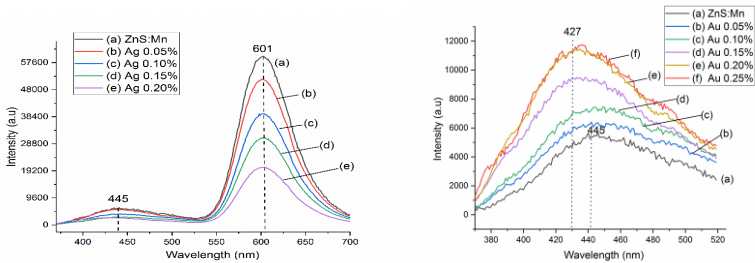 (a) ZnS:Mn
(b) Ag 0.05%
(c) Ag 0.10%
(d) Ag 0.15%
(e) Ag 0.20%
601
(a)
(b)
(c)
(d)
(e)
445
57600
48000
38400
28800
19200
9600
0
Intensity (a.u)
400
450
500
550
600
650
700
Wavelength (nm)
(a) ZnS:Mn
(b) Au 0.05%
(c) Au 0.10%
(d) Au 0.15%
(e) Au 0.20%
(f) Au 0.25%
427
(f)
(e)
(d)
(c)
(b)
445
(a)
12000
10000
8000
6000
4000
2000
0
Intensity (a.u)
380
400
420
440
460
480
500
520
Wavelength (nm)